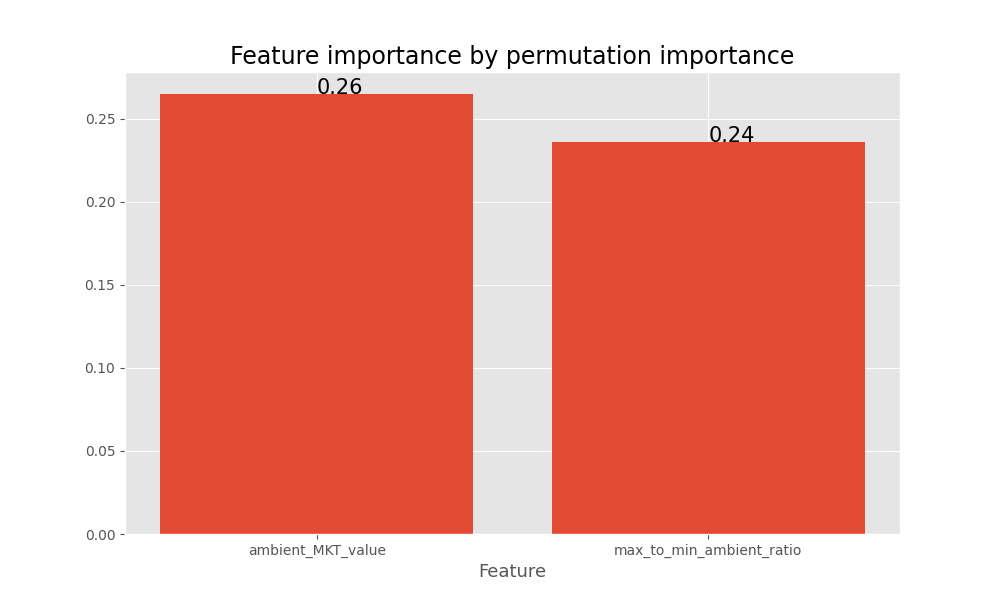 Feature importance by permutation importance
0.26
0.24
0.25
0.20
0.15
0.10
0.05
0.00
ambient_MKT_value
max_to_min_ambient_ratio
Feature